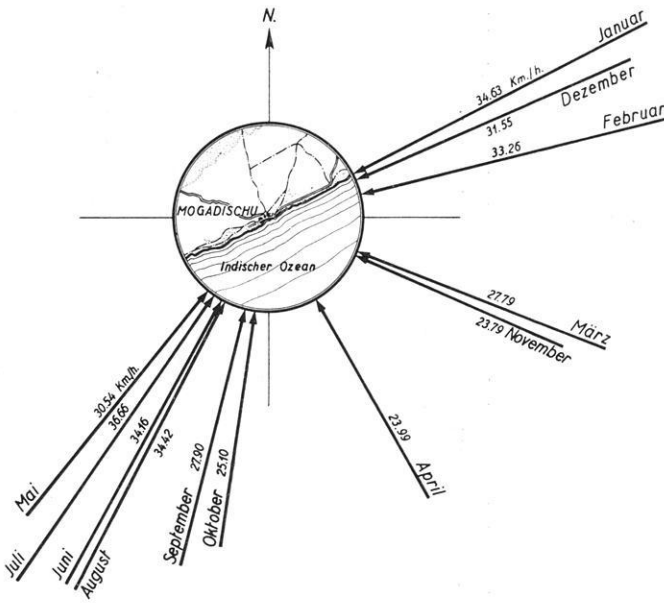 N.
Januar
34.63 Km./h.
Dezember
31.55
Februar
33.26
MOGADISCHU
Indischer Ozean
27.79
März
23.79 November
23.99
April
30.54 Km/h.
Mai
36.66
Juli
34.16
Juni
34.42
August
September 27.90
Oktober 25.10